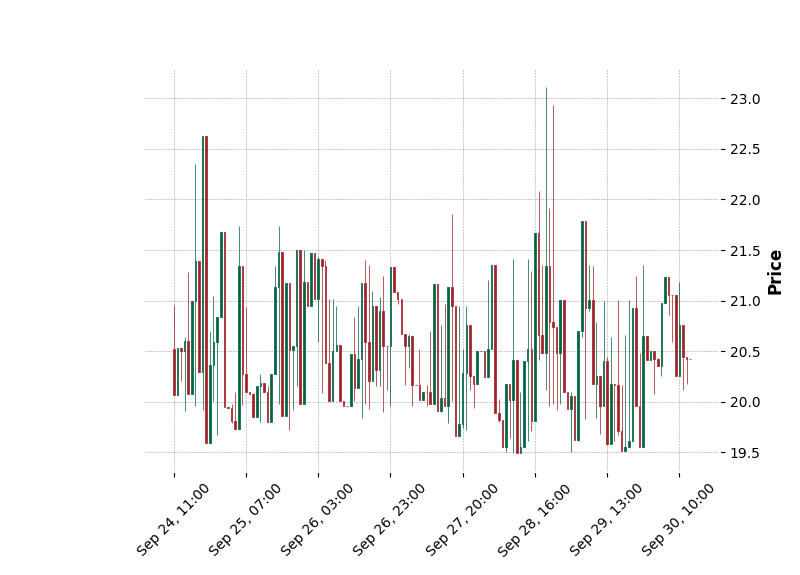 23.0
22.5
22.0
21.5
21.0
20.5
20.0
19.5
Price
Sep 24, 11:00
Sep 25, 07:00
Sep 26, 03:00
Sep 26, 23:00
Sep 27, 20:00
Sep 28, 16:00
Sep 29, 13:00
Sep 30, 10:00